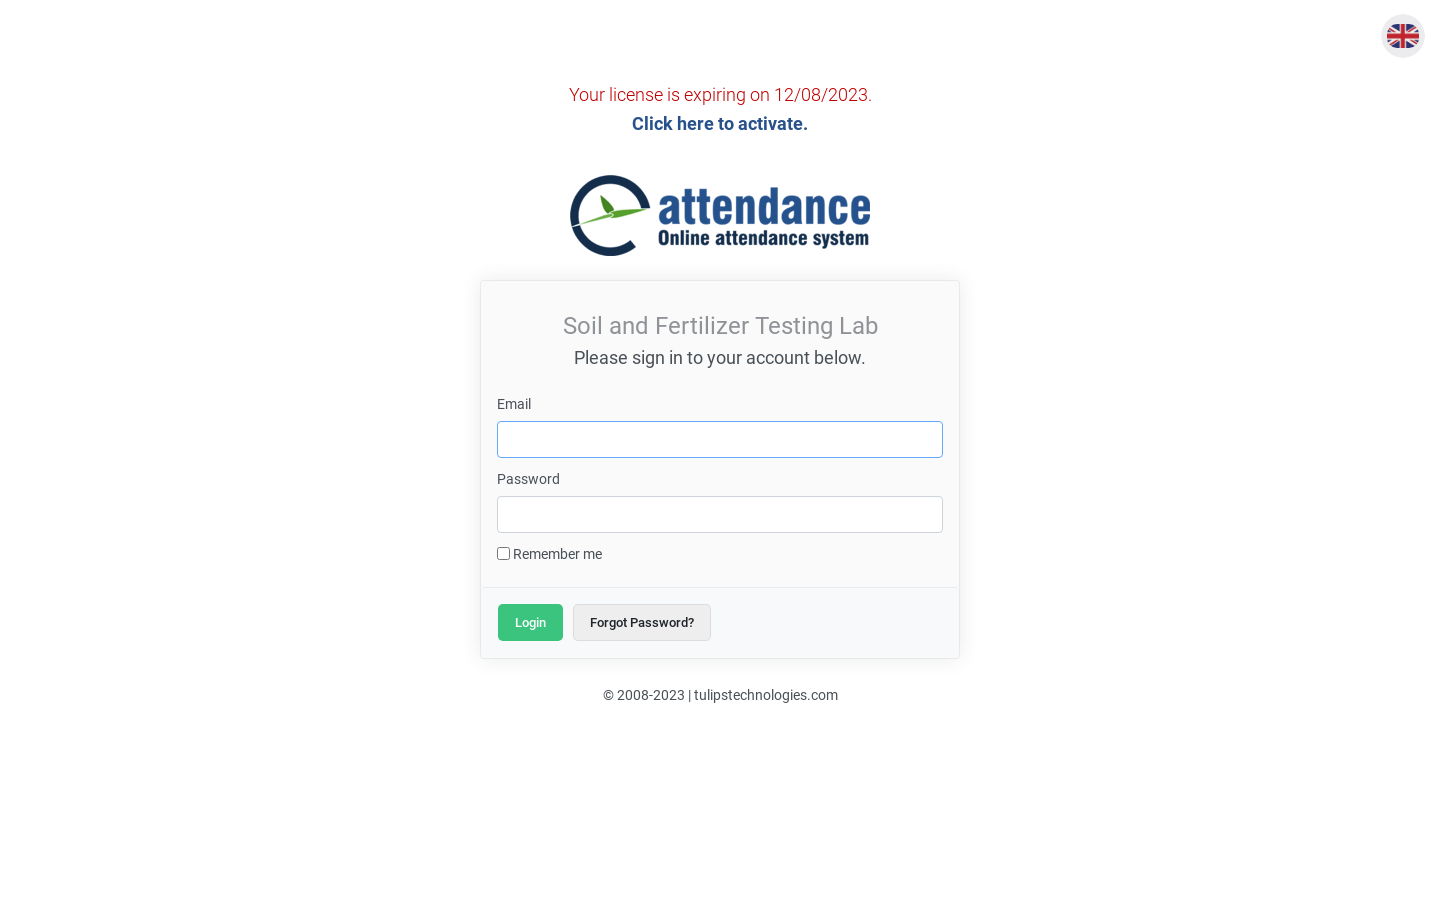 Your license is expiring on 12/08/2023.
Click here to activate.
attendance
Online attendance system
Soil and Fertilizer Testing Lab
Please sign in to your account below.
Email
Password
Remember me
Login
Forgot Password?
© 2008-2023 | tulipstechnologies.com